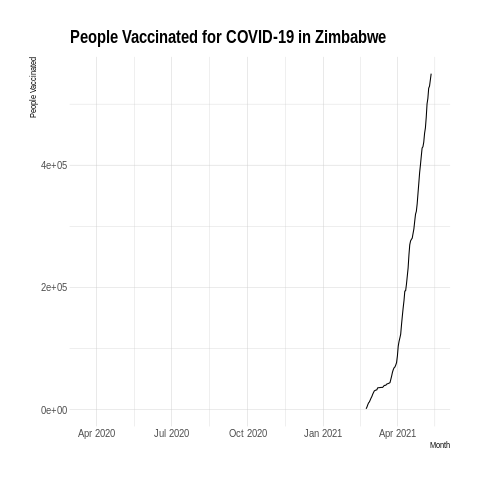 People Vaccinated for COVID-19 in Zimbabwe
People Vaccinated
4e+05
2e+05
0e+00
Apr 2020 Jul 2020 Oct 2020 Jan 2021 Apr 2021
Month